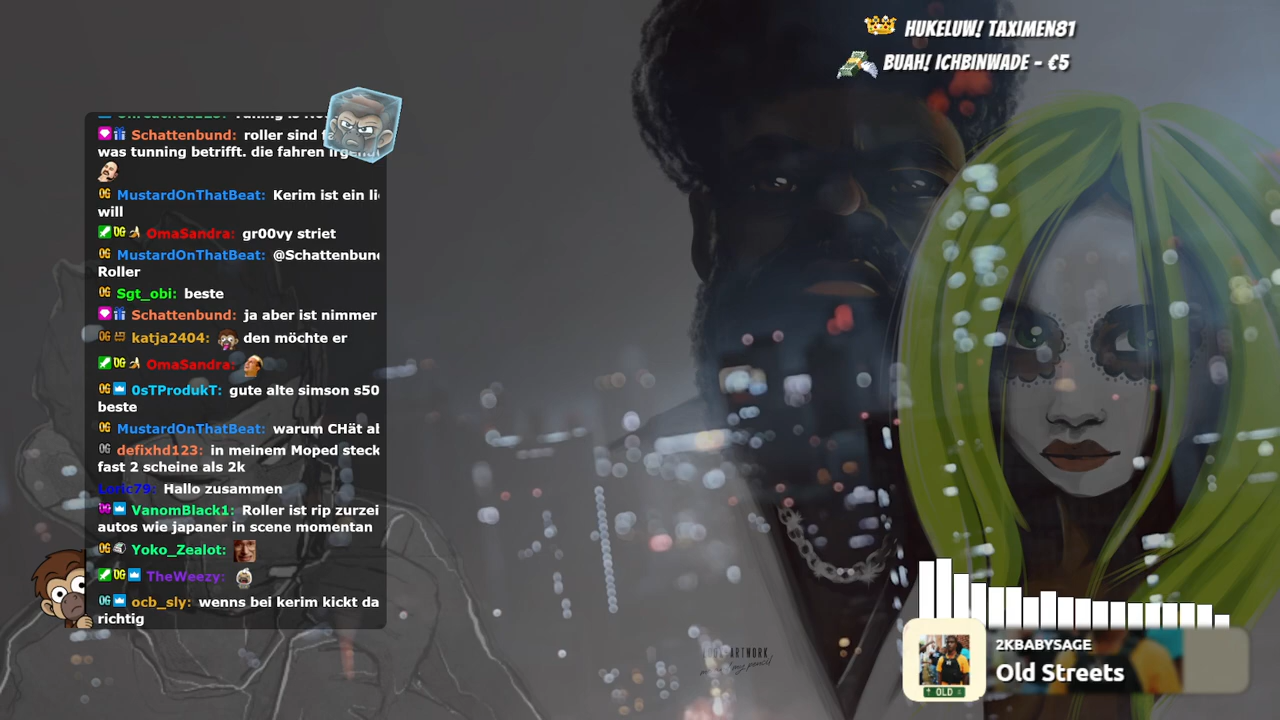 HUKELUW! TAXIMEN81
BUAH! ICHBINWADE - €5
Schattenbund: roller sind
was tunning betrifft. die fahren
MustardOnThatBeat: Kerim ist ein
will
OmaSandra: gr00vy striet
MustardOnThatBeat: @Schattenbund
Roller
Sgt_obi: beste
Schattenbund: ja aber ist nimmer
katja2404: den möchte er
OmaSandra:
0sTProdukT: gute alte simson s50
beste
MustardOnThatBeat: warum CHät
defixhd123: in meinem Moped steck
fast 2 scheine als 2k
Loric79: Hallo zusammen
VanomBlack1: Roller ist rip zurzei
autos wie japaner in scene momentan
Yoko_Zealot:
TheWeezy:
ocb_sly: wenns bei kerim kickt da
richtig
2KBABYSAGE
Old Streets
OLD